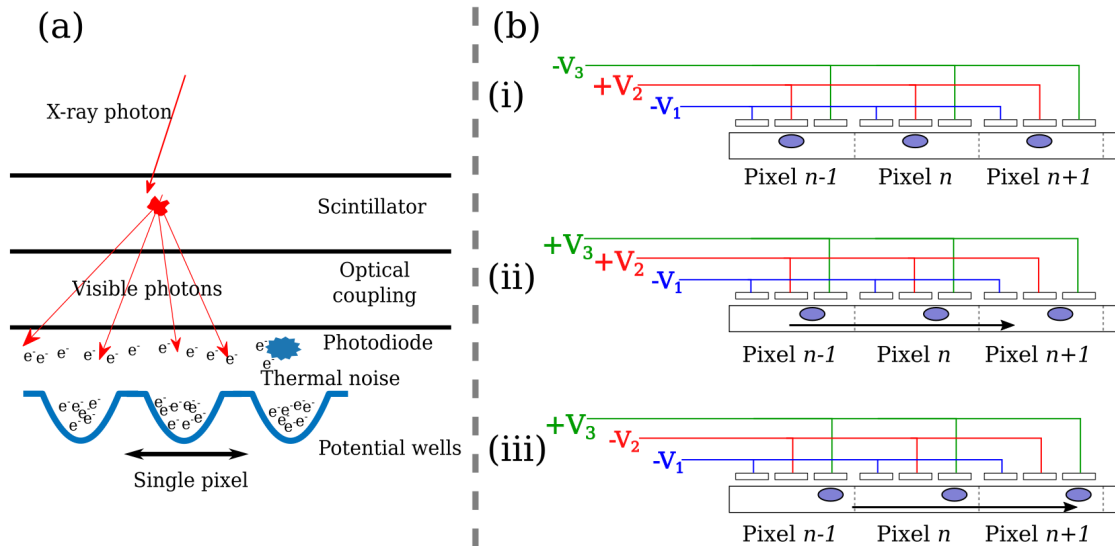 (a)
X-ray photon
Scintillator
Optical
coupling
Visible photons
Photodiode
e⁻ e⁻ e⁻ e⁻ e⁻ e⁻ e⁻ e⁻ e⁻ e⁻
Thermal noise
e⁻ e⁻ e⁻ e⁻ e⁻ e⁻ e⁻ e⁻ e⁻ e⁻ e⁻ e⁻ e⁻ e⁻ e⁻ e⁻ e⁻ e⁻ e⁻ e⁻
Potential wells
Single pixel
(b)
(i)
-V₃
+V₂
-V₁
Pixel n-1 Pixel n Pixel n+1
(ii)
+V₃
+V₂
-V₁
Pixel n-1 Pixel n Pixel n+1
(iii)
+V₃
-V₂
-V₁
Pixel n-1 Pixel n Pixel n+1